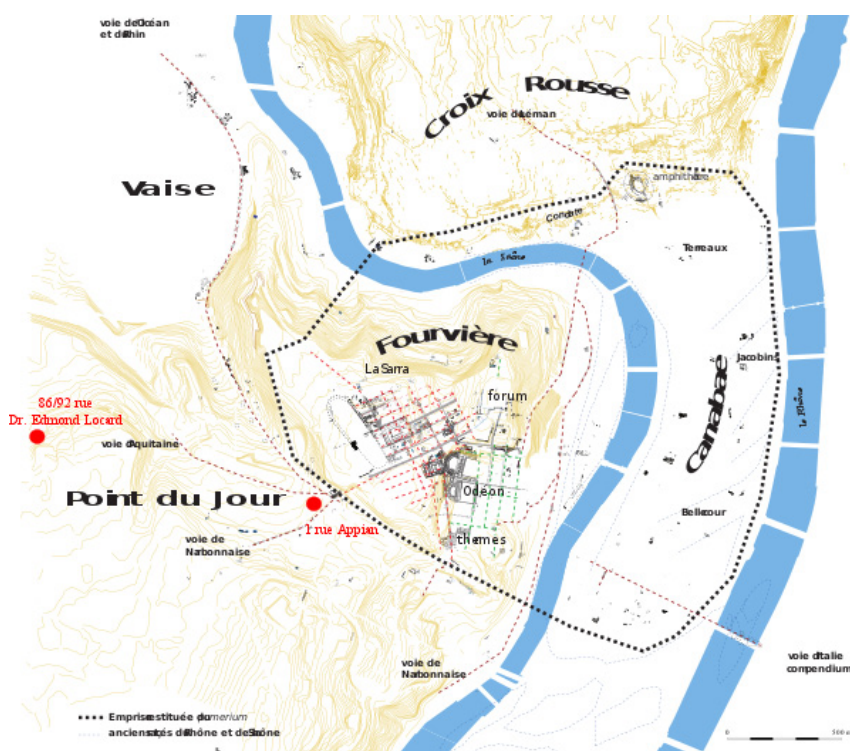 voie de l'Océan
et du Rhin
Croix Rousse
voie du Léman
Vaise
amphithéâtre
Condate
Terreaux
la Saône
Fourvière
La Sarra
Jacobins
forum
86/92 rue
Dr. Edmond Locard
le Rhône
Canabae
voie d'Aquitaine
Odéon
Point du Jour
1 rue Appian
Bellecour
voie de
Narbonnaise
thermes
voie de
Narbonnaise
voie d'Italie
compendium
Emprise restituée du pomerium
anciens tracés du Rhône et de la Saône
0
500